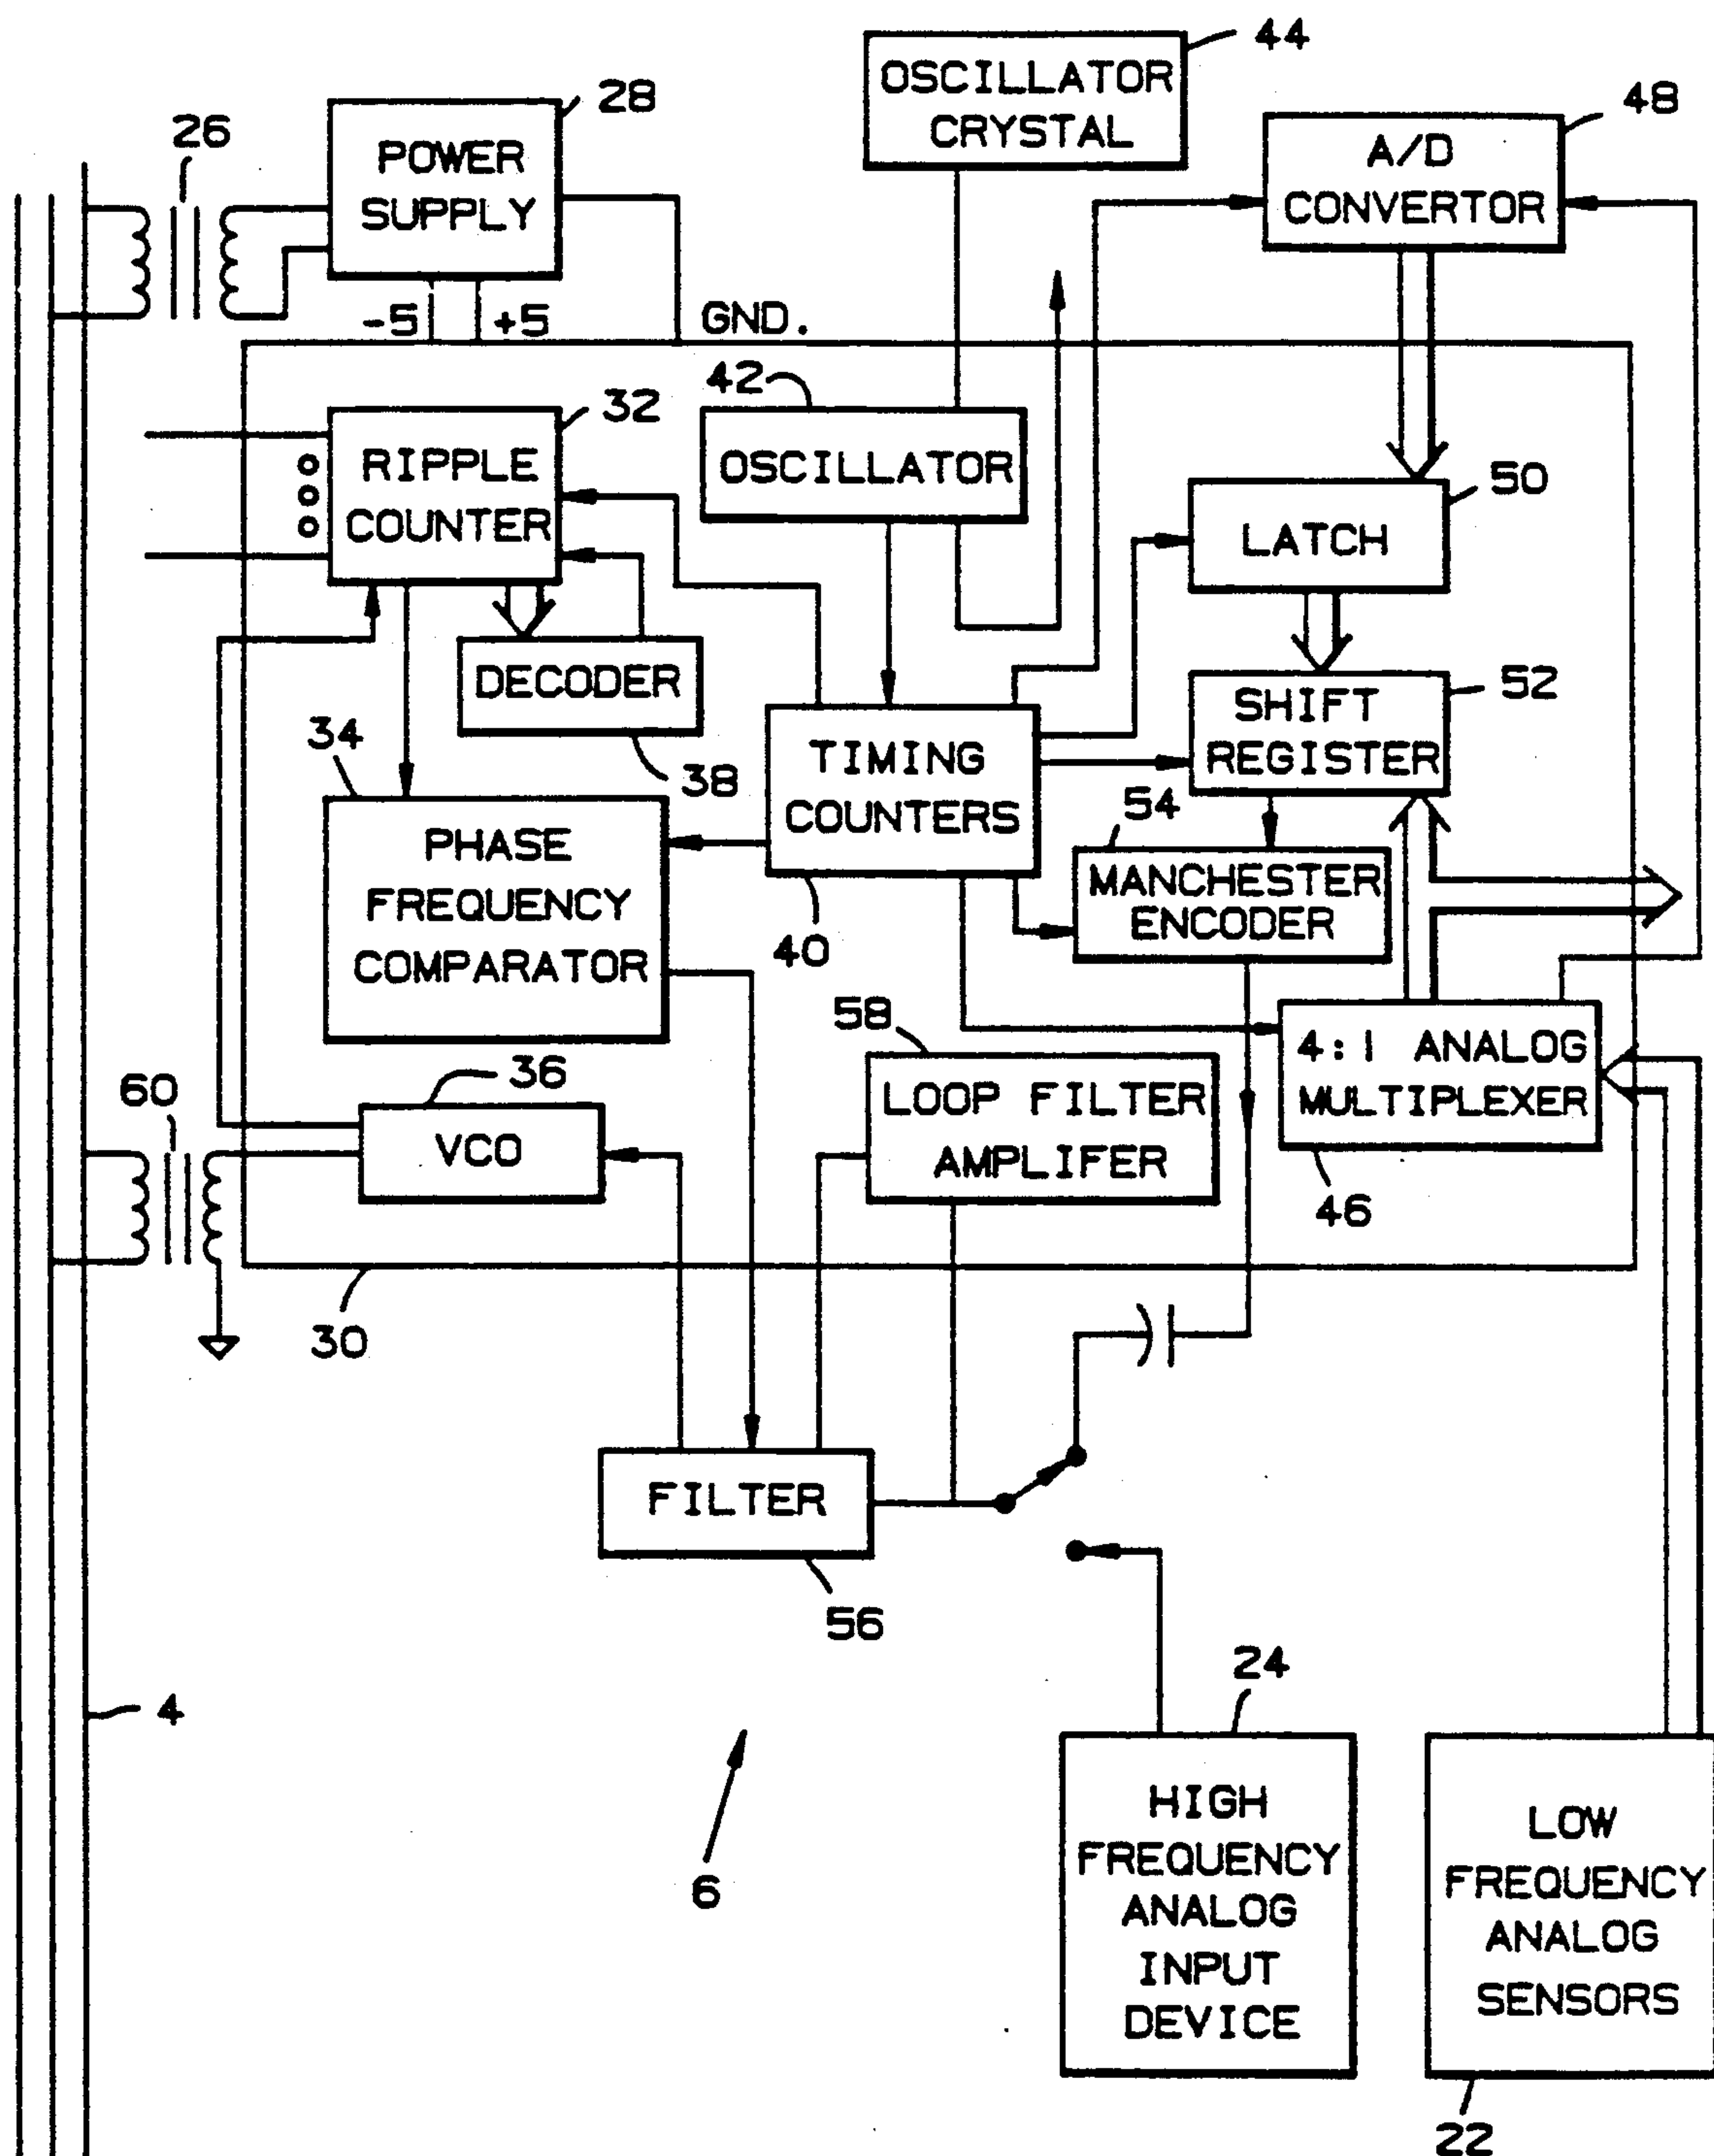 44
OSCILLATOR
CRYSTAL
28
POWER
SUPPLY
26
48
A/D
CONVERTOR
-5
+5
GND.
42
OSCILLATOR
32
RIPPLE
COUNTER
50
LATCH
DECODER
38
52
SHIFT
REGISTER
34
PHASE
FREQUENCY
COMPARATOR
TIMING
COUNTERS
40
54
MANCHESTER
ENCODER
58
LOOP FILTER
AMPLIFER
4:1 ANALOG
MULTIPLEXER
46
36
VCO
60
30
FILTER
56
4
6
24
HIGH
FREQUENCY
ANALOG
INPUT
DEVICE
LOW
FREQUENCY
ANALOG
SENSORS
22